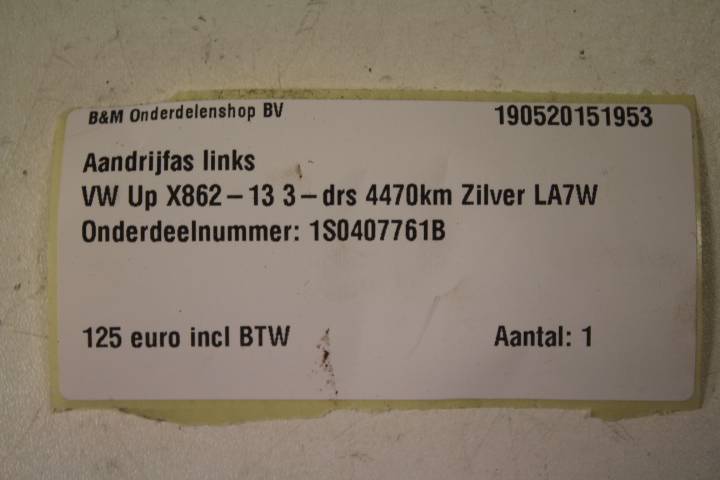 B&M Onderdelenshop BV 190520151953
Aandrijfas links
VW Up X862-13 3-drs 4470km Zilver LA7W
Onderdeelnummer: 1S0407761B
125 euro incl BTW Aantal: 1